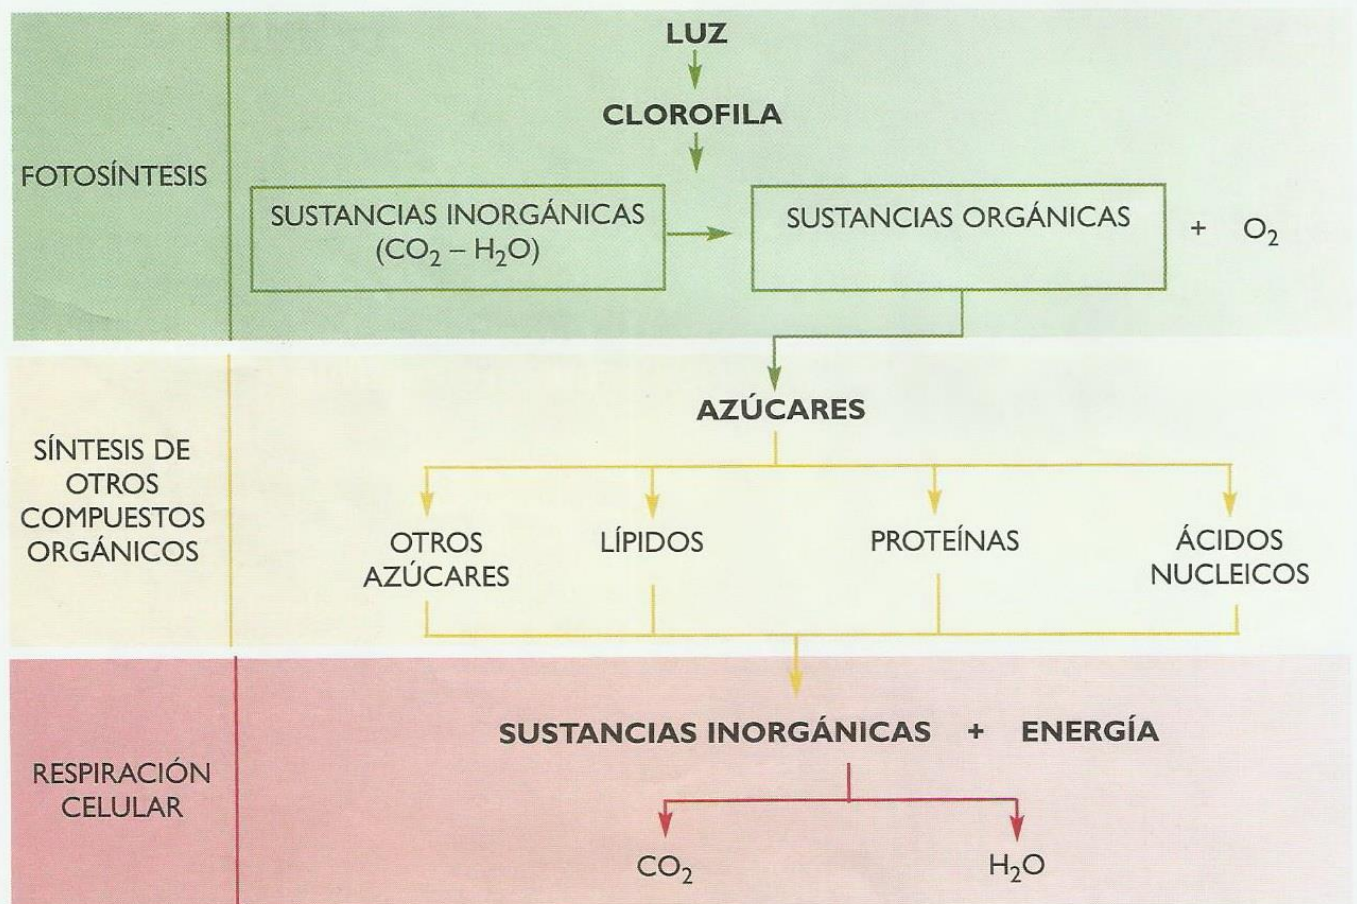 LUZ
CLOROFILA
FOTOSÍNTESIS
SUSTANCIAS INORGÁNICAS
(CO₂ – H₂O)
SUSTANCIAS ORGÁNICAS
+ O₂
AZÚCARES
SÍNTESIS DE
OTROS
COMPUESTOS
ORGÁNICOS
OTROS
AZÚCARES
LÍPIDOS
PROTEÍNAS
ÁCIDOS
NUCLEICOS
RESPIRACIÓN
CELULAR
SUSTANCIAS INORGÁNICAS + ENERGÍA
CO₂
H₂O